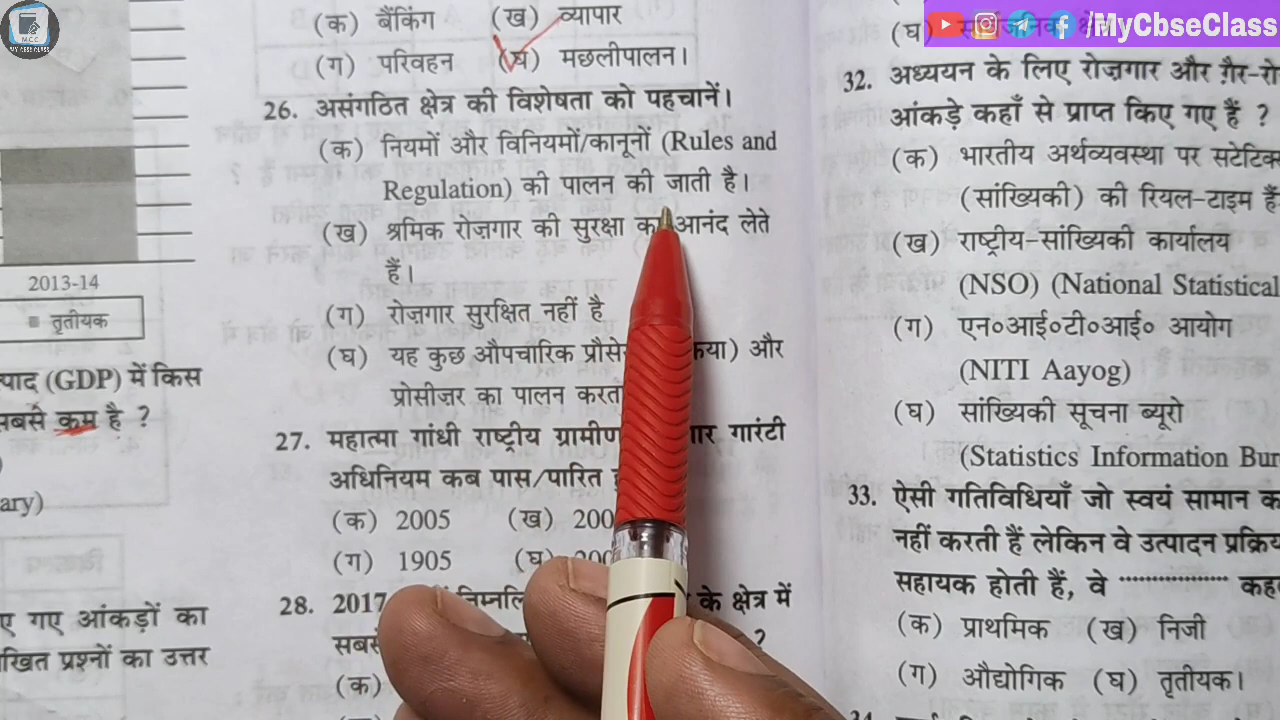 MCC
MY CBSE CLASS
/MyCbseClass
2013-14
तृतीयक
पाद (GDP) में किस
सबसे कम है ?
ary)
ए गए आंकड़ों का
खित प्रश्नों का उत्तर
(क) बैंकिंग (ख) व्यापार
(ग) परिवहन (घ) मछलीपालन।
26. असंगठित क्षेत्र की विशेषता को पहचानें।
(क) नियमों और विनियमों/कानूनों (Rules and
Regulation) की पालन की जाती है।
(ख) श्रमिक रोज़गार की सुरक्षा का आनंद लेते
हैं।
(ग) रोज़गार सुरक्षित नहीं है
(घ) यह कुछ औपचारिक और
प्रोसीज़र का पालन
27. महात्मा गांधी राष्ट्रीय ग्रामीण गारंटी
अधिनियम कब पास/पारित
(क) 2005 (ख)
(ग) 1905 (घ)
28. 2017 के क्षेत्र में
?
(क)
(घ)
32. अध्ययन के लिए रोज़गार और ग़ैर-रो
आंकड़े कहाँ से प्राप्त किए गए हैं ?
(क) भारतीय अर्थव्यवस्था पर सटेटिक्
(सांख्यिकी) की रियल-टाइम हैं
(ख) राष्ट्रीय-सांख्यिकी कार्यालय
(NSO) (National Statistical
(ग) एन०आई०टी०आई० आयोग
(NITI Aayog)
(घ) सांख्यिकी सूचना ब्यूरो
(Statistics Information Bur
33. ऐसी गतिविधियाँ जो स्वयं सामान क
नहीं करती हैं लेकिन वे उत्पादन प्रक्रिय
सहायक होती हैं, वे .................. कह
(क) प्राथमिक (ख) निजी
(ग) औद्योगिक (घ) तृतीयक।